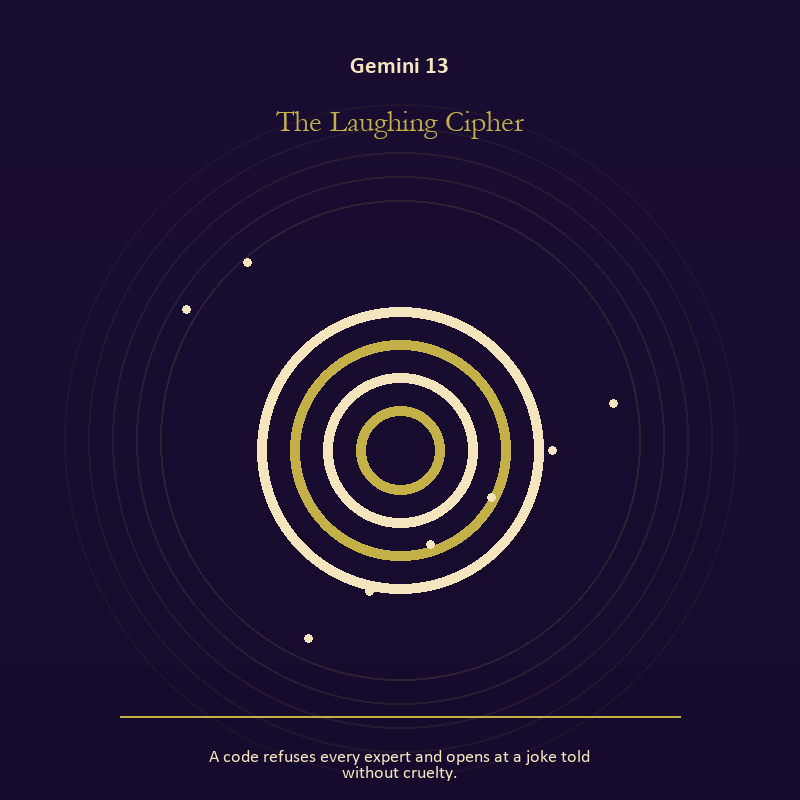 Gemini 13
The Laughing Cipher
A code refuses every expert and opens at a joke told
without cruelty.